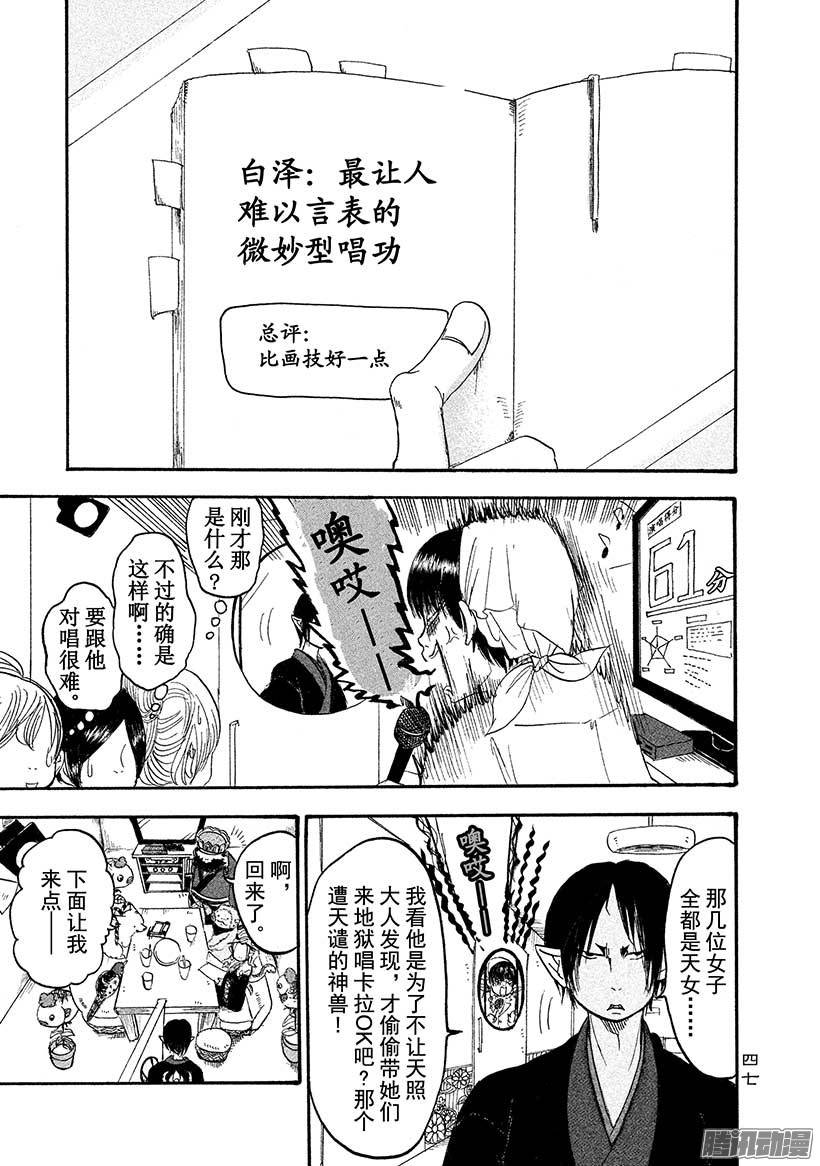 白泽：最让人
难以言表的
微妙型唱功
总评：
比画技好一点
演唱得分
61分
噢哎——
刚才那
是什么？
不过的确是
这样啊……
要跟他
对唱很难。
那几位女子
全都是天女……
噢哎——
我看他是为了不让天照
大人发现，才偷偷带她们
来地狱唱卡拉OK吧？那个
遭天谴的神兽！
啊，
回来了。
下面让我
来点——
四七
腾讯动漫